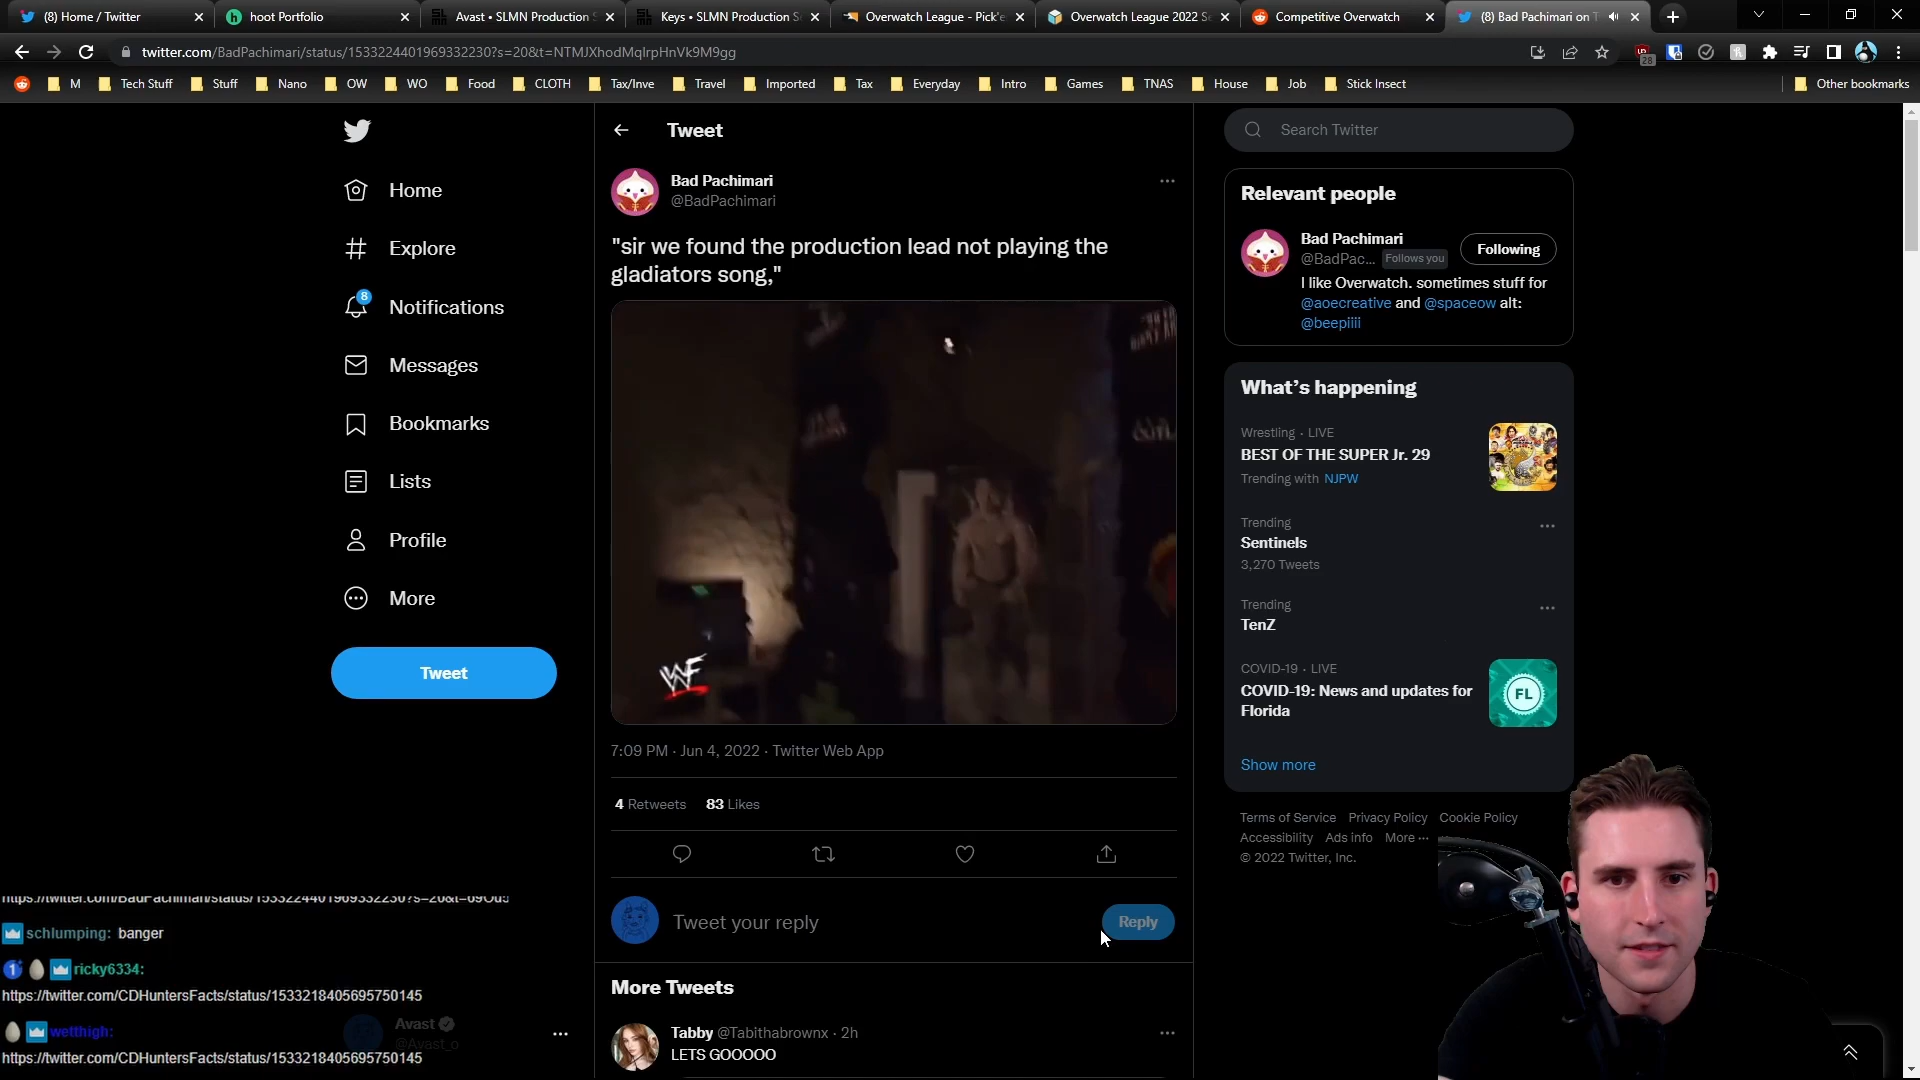 (8) Home / Twitter
hoot Portfolio
Avast • SLMN Production S
Keys • SLMN Production S
Overwatch League - Pick'e
Overwatch League 2022 Se
Competitive Overwatch
(8) Bad Pachimari on T
twitter.com/BadPachimari/status/1533224401969332230?s=20&t=NTMJXhodMqIrpHnVk9M9gg
28
M
Tech Stuff
Stuff
Nano
OW
WO
Food
CLOTH
Tax/Inve
Travel
Imported
Tax
Everyday
Intro
Games
TNAS
House
Job
Stick Insect
Other bookmarks
Home
Explore
8
Notifications
Messages
Bookmarks
Lists
Profile
More
Tweet
Avast
@Avast_o
Tweet
Bad Pachimari
@BadPachimari
"sir we found the production lead not playing the
gladiators song,"
WF
7:09 PM · Jun 4, 2022 · Twitter Web App
4 Retweets 83 Likes
Tweet your reply
Reply
More Tweets
Tabby @Tabithabrownx · 2h
LETS GOOOOO
Search Twitter
Relevant people
Bad Pachimari
@BadPac... Follows you
Following
I like Overwatch. sometimes stuff for
@aoecreative and @spaceow alt:
@beepiiii
What's happening
Wrestling · LIVE
BEST OF THE SUPER Jr. 29
Trending with NJPW
Trending
Sentinels
3,270 Tweets
Trending
TenZ
COVID-19 · LIVE
COVID-19: News and updates for
Florida
FL
Show more
Terms of Service Privacy Policy Cookie Policy
Accessibility Ads info More ···
© 2022 Twitter, Inc.
schlumping: banger
1 ricky6334:
https://twitter.com/CDHuntersFacts/status/1533218405695750145
wetthigh:
https://twitter.com/CDHuntersFacts/status/1533218405695750145